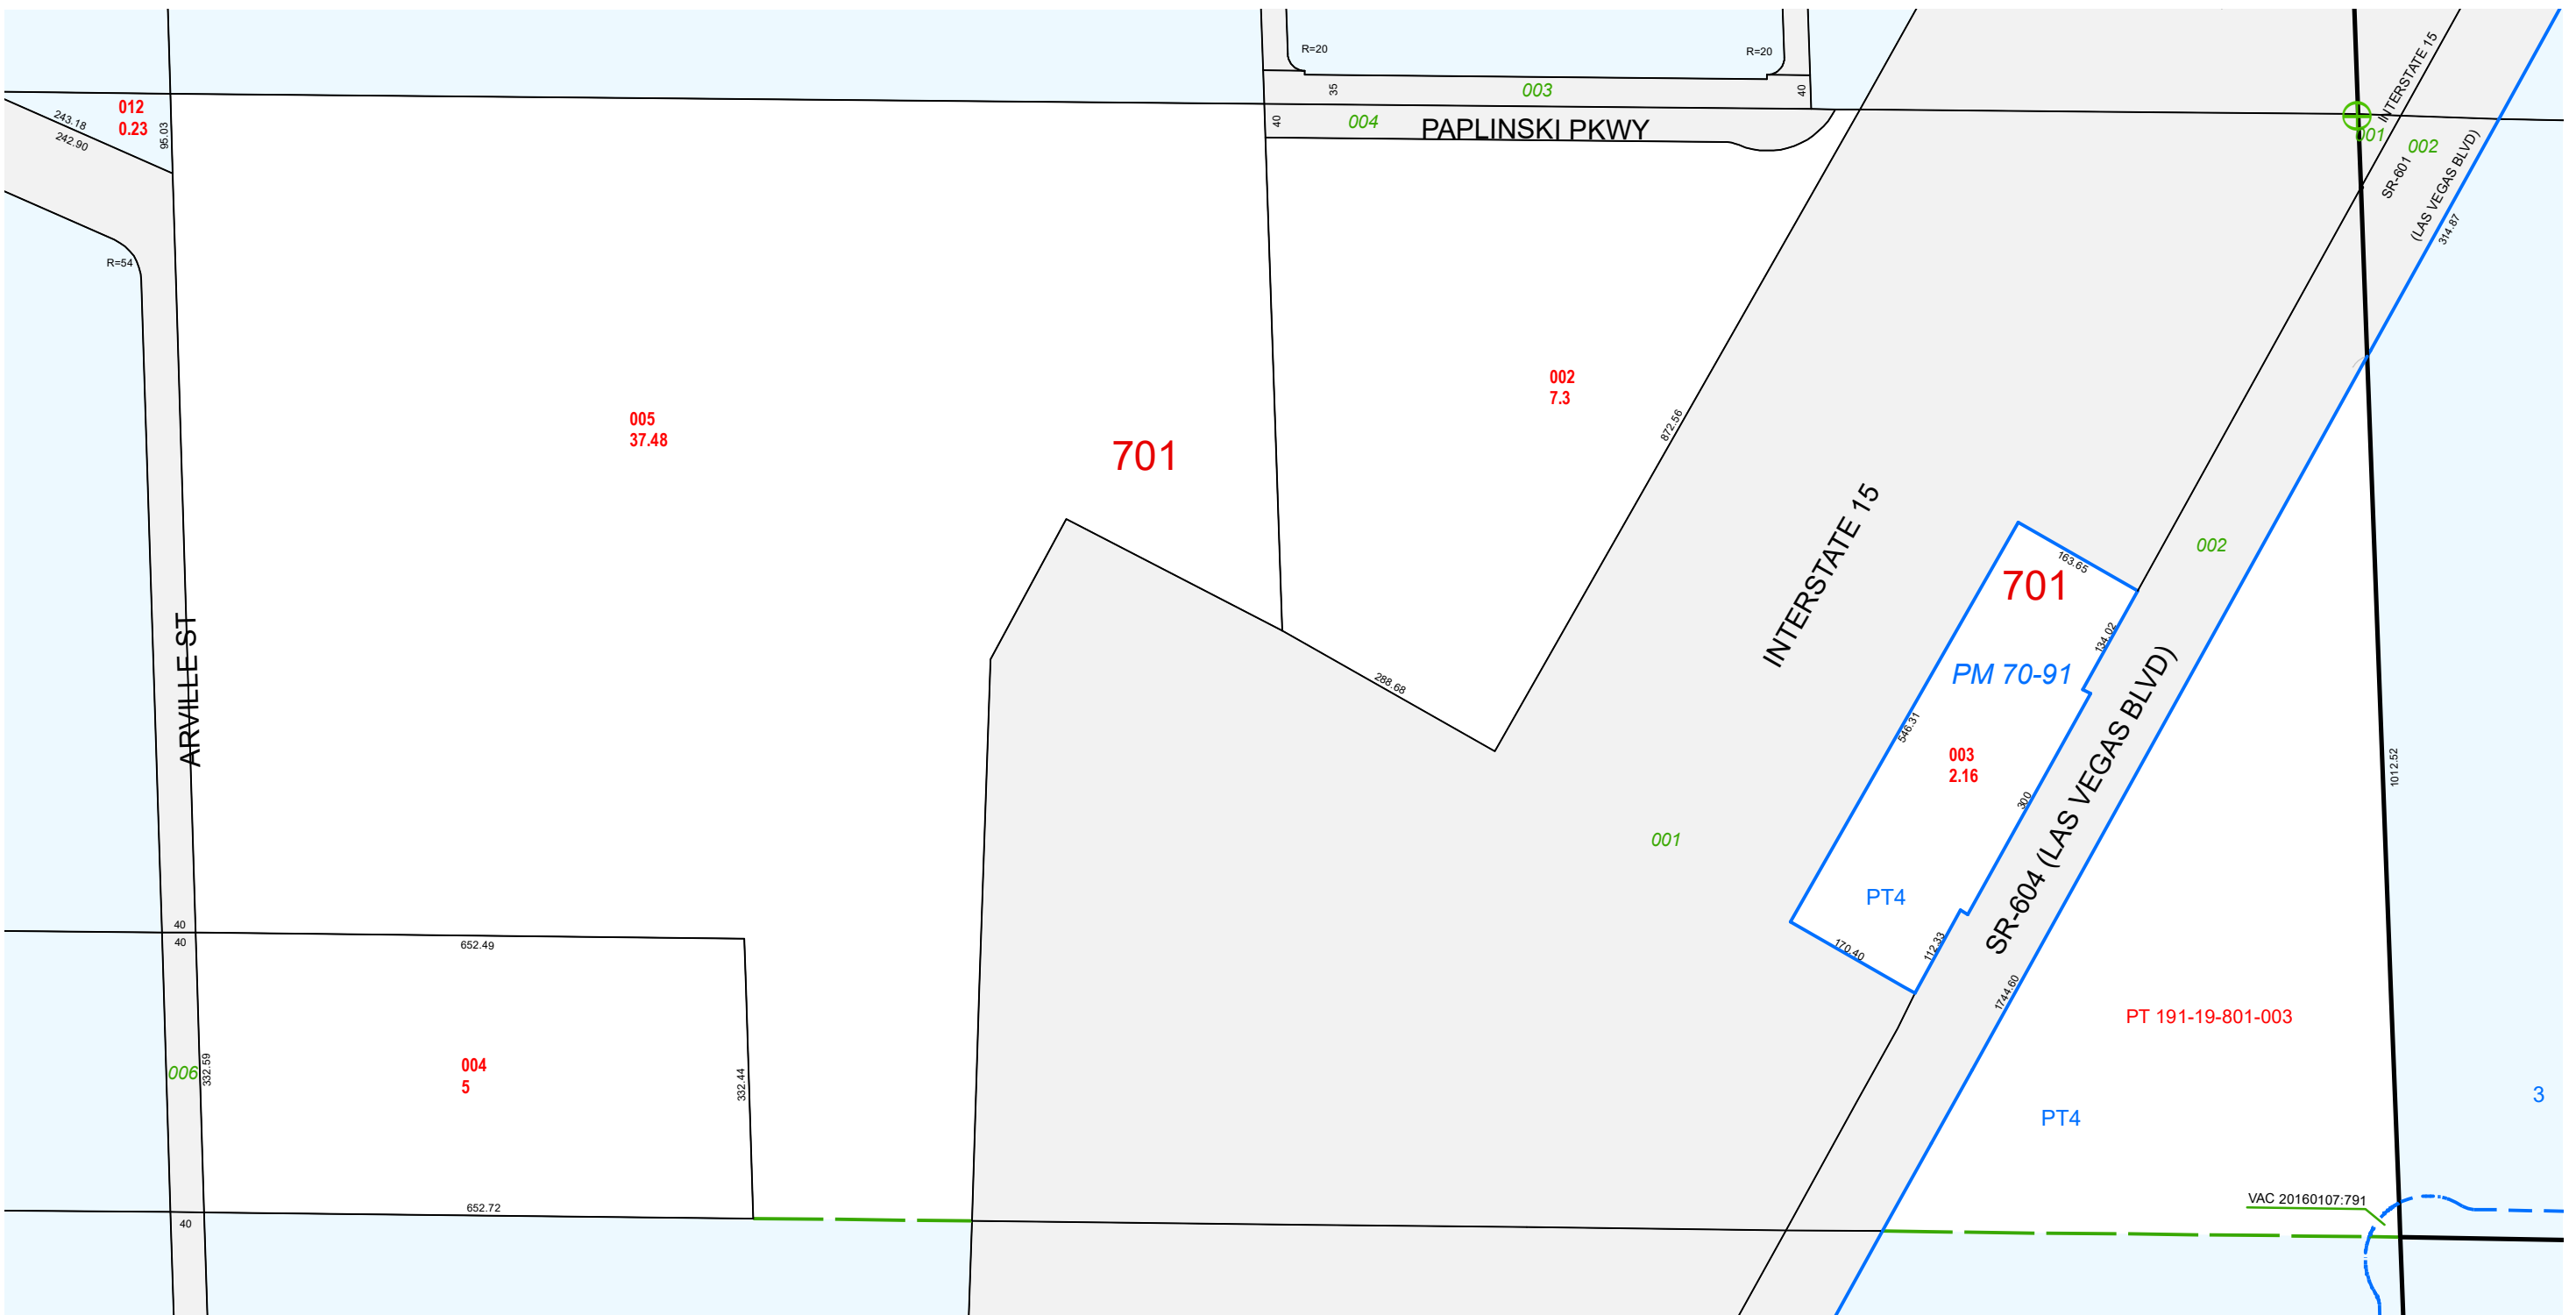 R=20
R=20
INTERSTATE 15
012
0.23
243.18
242.90
95.03
35
003
40
40
004
PAPLINSKI PKWY
001
002
SR-601
(LAS VEGAS BLVD)
314.87
R=54
002
7.3
005
37.48
701
872.56
INTERSTATE 15
002
163.65
701
134.02
PM 70-91
288.68
ARVILLE ST
546.31
003
2.16
300
1012.52
001
SR-604 (LAS VEGAS BLVD)
PT4
112.33
170.40
40
40
652.49
1744.60
PT 191-19-801-003
006
332.59
004
5
332.44
3
PT4
652.72
40
VAC 20160107:791